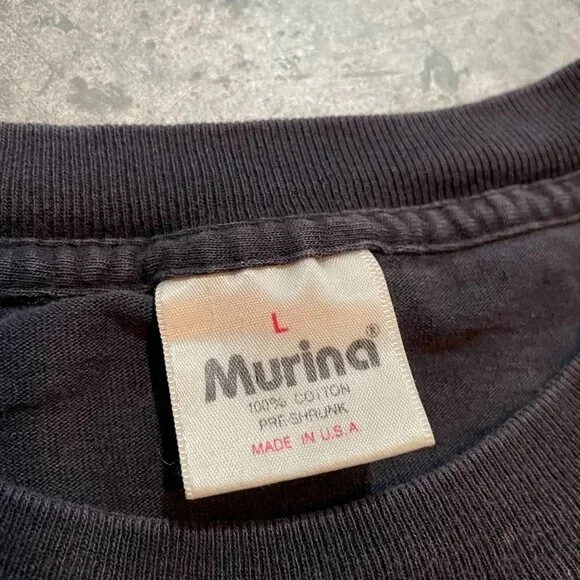 L
Murina®
100% COTTON
PRE-SHRUNK
MADE IN U.S.A